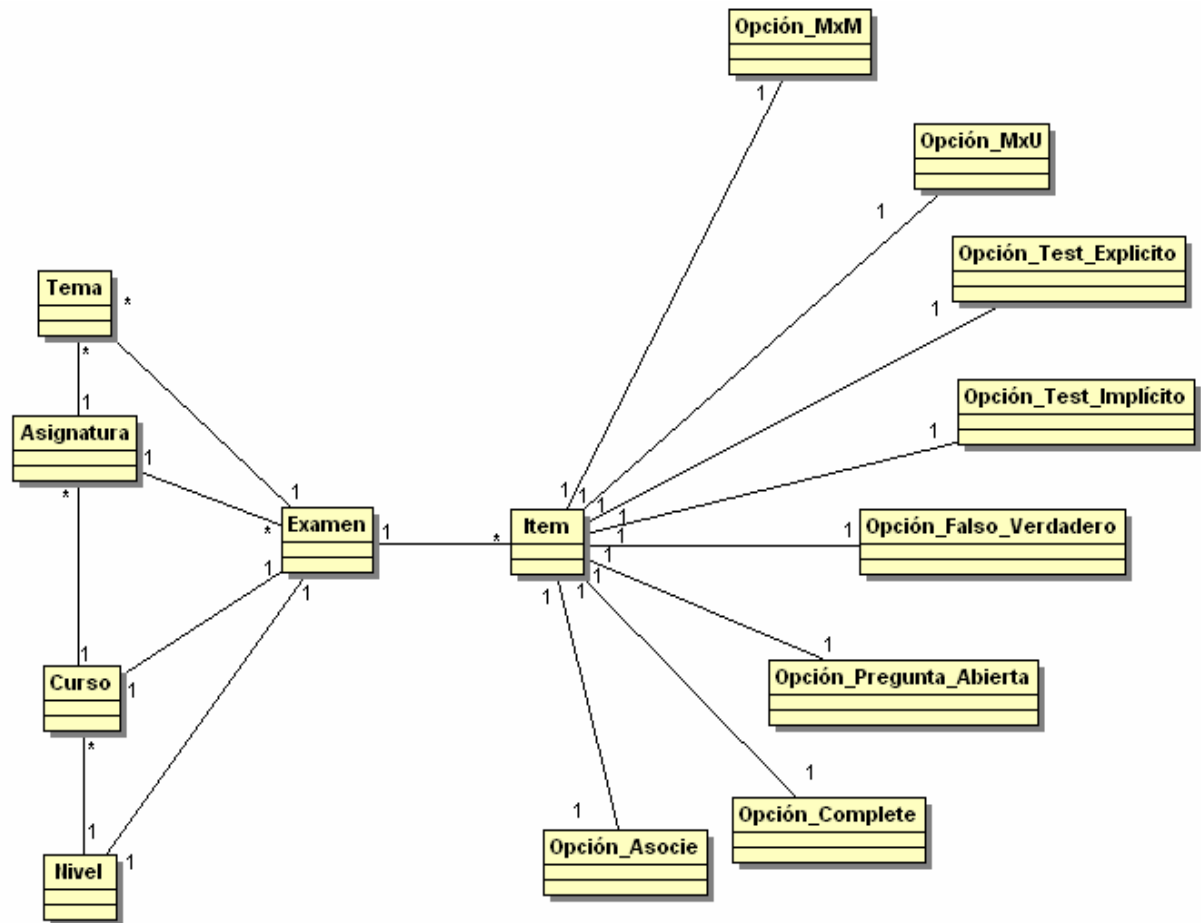 Opción_MxM
1
Opción_MxU
1
Opción_Test_Explicito
1
Tema
*
*
1
Opción_Test_Implícito
1
Asignatura
1
*
1
*
Examen
1
*
Item
1
1
1
1
1
1
1
1
Opción_Falso_Verdadero
1
1
1
1
Curso
1
*
Opción_Pregunta_Abierta
1
Opción_Complete
1
Opción_Asocie
1
1
1
Nivel